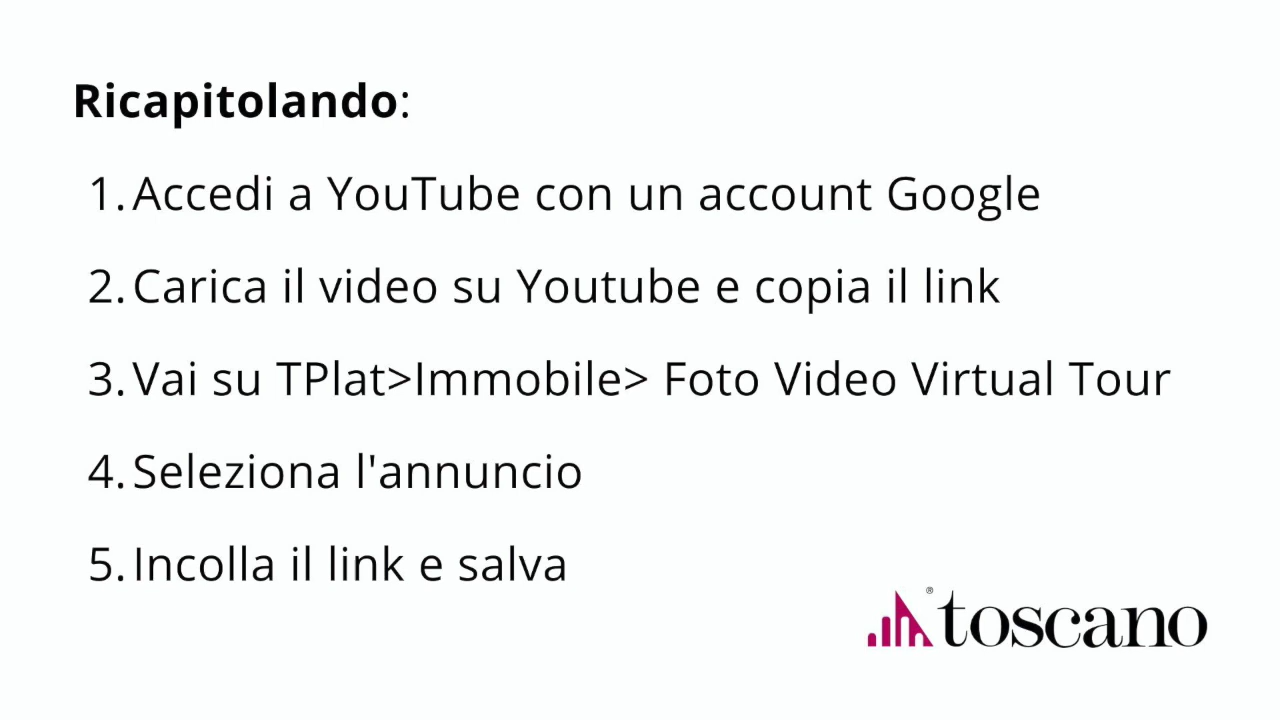 Ricapitolando:
1. Accedi a YouTube con un account Google
2. Carica il video su Youtube e copia il link
3. Vai su TPlat>Immobile> Foto Video Virtual Tour
4. Seleziona l'annuncio
5. Incolla il link e salva
® toscano